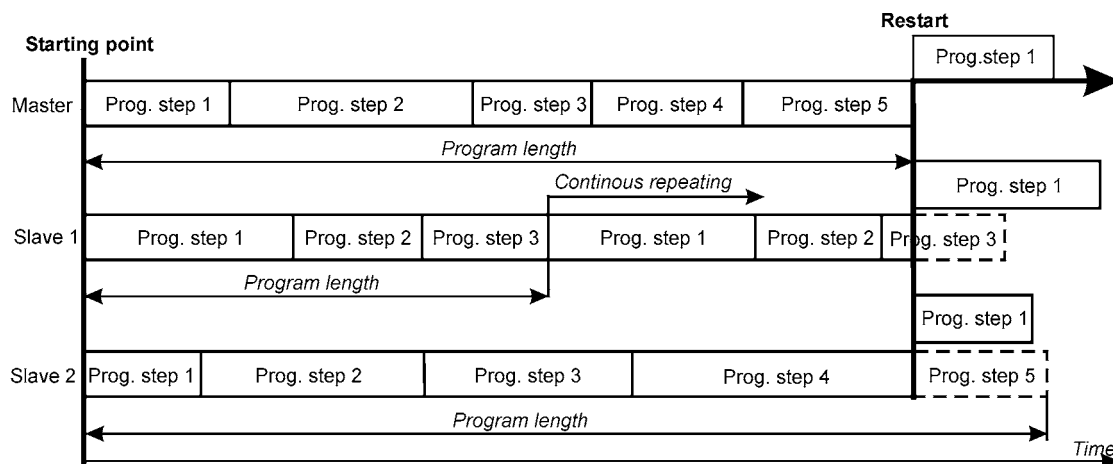 Restart
Starting point
Prog.step 1
Master
Prog. step 1 Prog. step 2 Prog. step 3 Prog. step 4 Prog. step 5
Program length
Continous repeating
Prog. step 1
Slave 1
Prog. step 1 Prog. step 2 Prog. step 3 Prog. step 1 Prog. step 2 Prog. step 3
Program length
Prog. step 1
Slave 2
Prog. step 1 Prog. step 2 Prog. step 3 Prog. step 4 Prog. step 5
Program length
Time